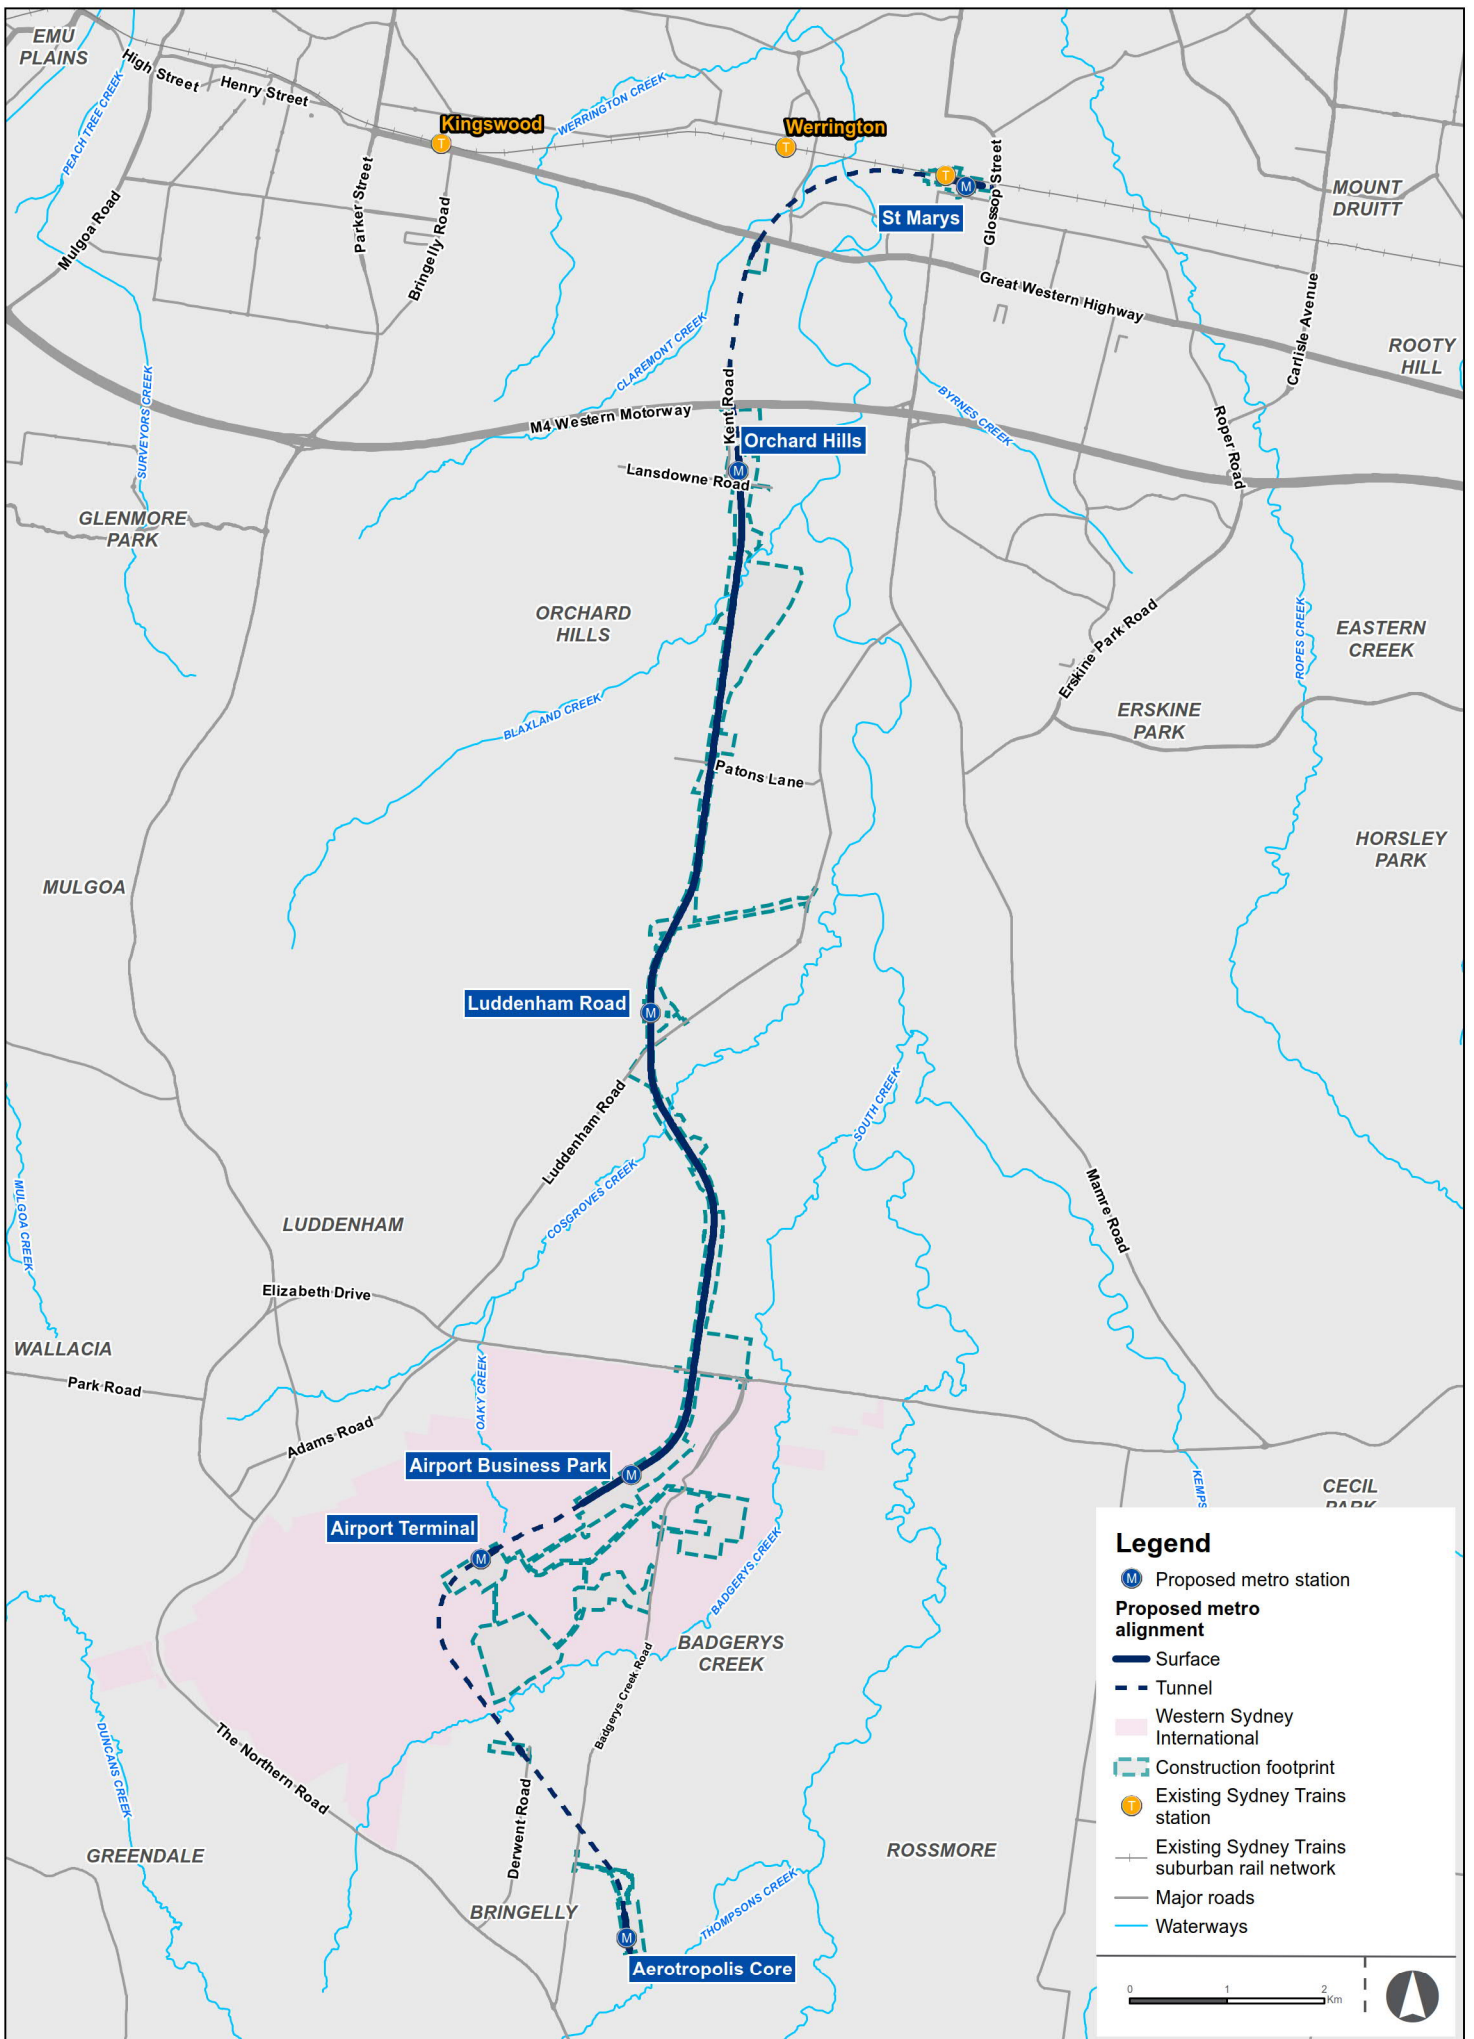 EMU
PLAINS
High Street
Henry Street
PEACH TREE CREEK
Kingswood
WERRINGTON CREEK
Werrington
T
T
T
M
St Marys
Glossop Street
MOUNT
DRUITT
Mulgoa Road
Parker Street
Bringelly Road
Great Western Highway
Carlisle Avenue
ROOTY
HILL
CLAREMONT CREEK
SURVEYORS CREEK
M4 Western Motorway
Kent Road
BYRNES CREEK
Roper Road
Orchard Hills
M
Lansdowne Road
GLENMORE
PARK
ORCHARD
HILLS
Erskine Park Road
ROPES CREEK
EASTERN
CREEK
BLAXLAND CREEK
ERSKINE
PARK
Patons Lane
HORSLEY
PARK
MULGOA
Luddenham Road
M
Luddenham Road
SOUTH CREEK
COSGROVES CREEK
MULGOA CREEK
LUDDENHAM
Mamre Road
Elizabeth Drive
WALLACIA
Park Road
OAKY CREEK
Adams Road
Airport Business Park
M
KEMPS
CECIL
PARK
Airport Terminal
M
BADGERYS CREEK
BADGERYS
CREEK
Badgerys Creek Road
DUNCANS CREEK
The Northern Road
Derwent Road
GREENDALE
ROSSMORE
BRINGELLY
THOMPSONS CREEK
M
Aerotropolis Core
Legend
M Proposed metro station
Proposed metro
alignment
Surface
Tunnel
Western Sydney
International
Construction footprint
T Existing Sydney Trains
station
Existing Sydney Trains
suburban rail network
Major roads
Waterways
0 1 2
Km